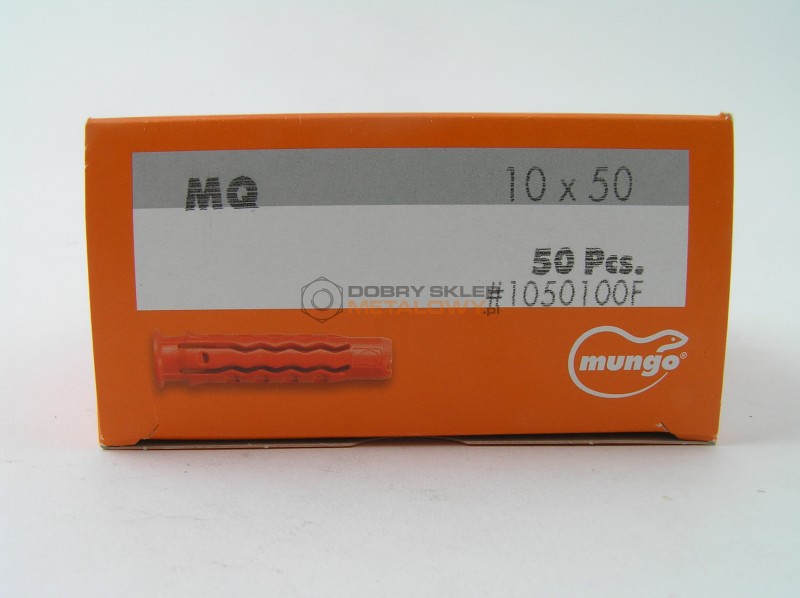 MQ 10 x 50
50 Pcs.
#1050100F
DOBRY SKLEP
METALOWY.pl
mungo®